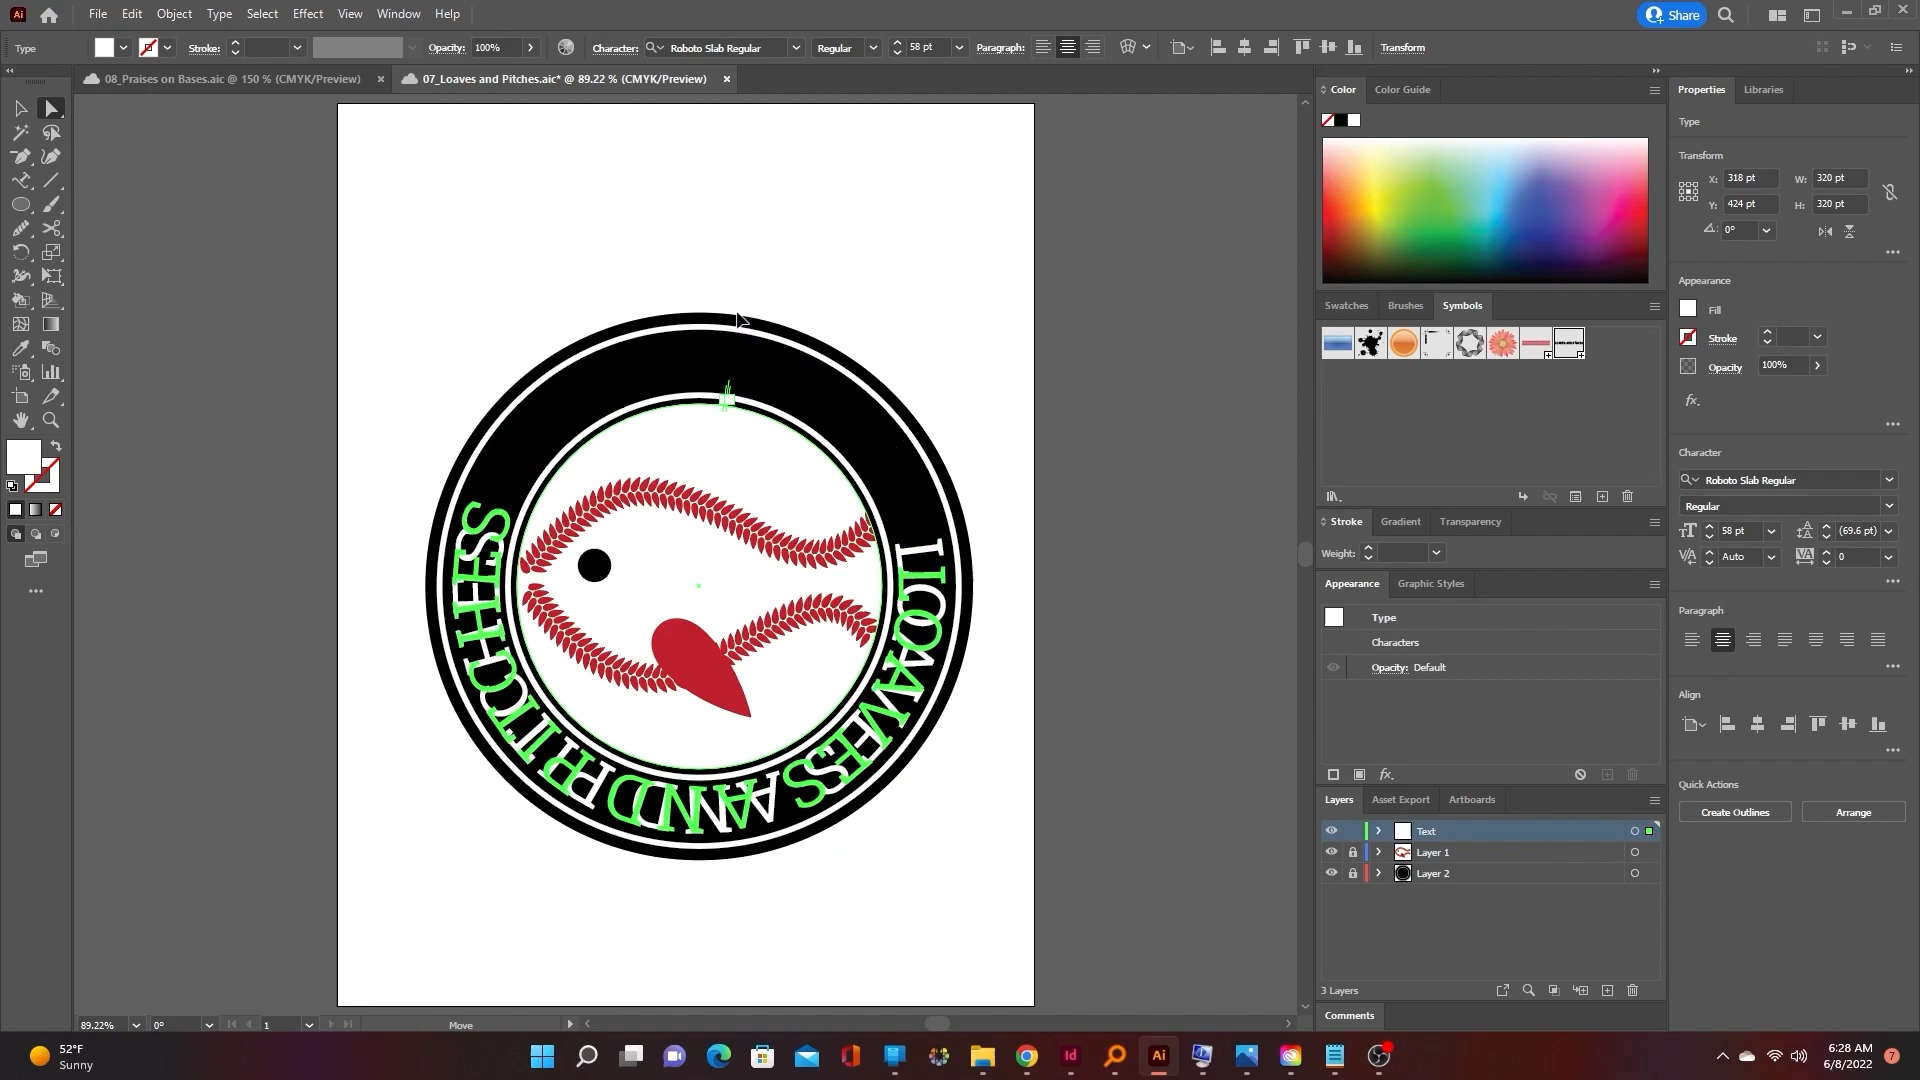 Ai File Edit Object Type Select Effect View Window Help Share
Type Stroke: Opacity: 100% Character: Roboto Slab Regular Regular 58 pt Paragraph: Transform
08_Praises on Bases.aic @ 150 % (CMYK/Preview) × 07_Loaves and Pitches.aic* @ 89.22 % (CMYK/Preview) ×
LOAVES AND PITCHES
89.22% 0° 1 Move
Color Color Guide
Swatches Brushes Symbols
Stroke Gradient Transparency
Weight:
Appearance Graphic Styles
Type
Characters
Opacity: Default
fx.
Layers Asset Export Artboards
Text
Layer 1
Layer 2
3 Layers
Comments
Properties Libraries
Type
Transform
X: 318 pt W: 320 pt
Y: 424 pt H: 320 pt
0°
Appearance
Fill
Stroke
Opacity 100%
fx.
Character
Roboto Slab Regular
Regular
58 pt (69.6 pt)
Auto 0
Paragraph
Align
Quick Actions
Create Outlines Arrange
52°F
Sunny
Id Ai
6:28 AM
6/8/2022
7